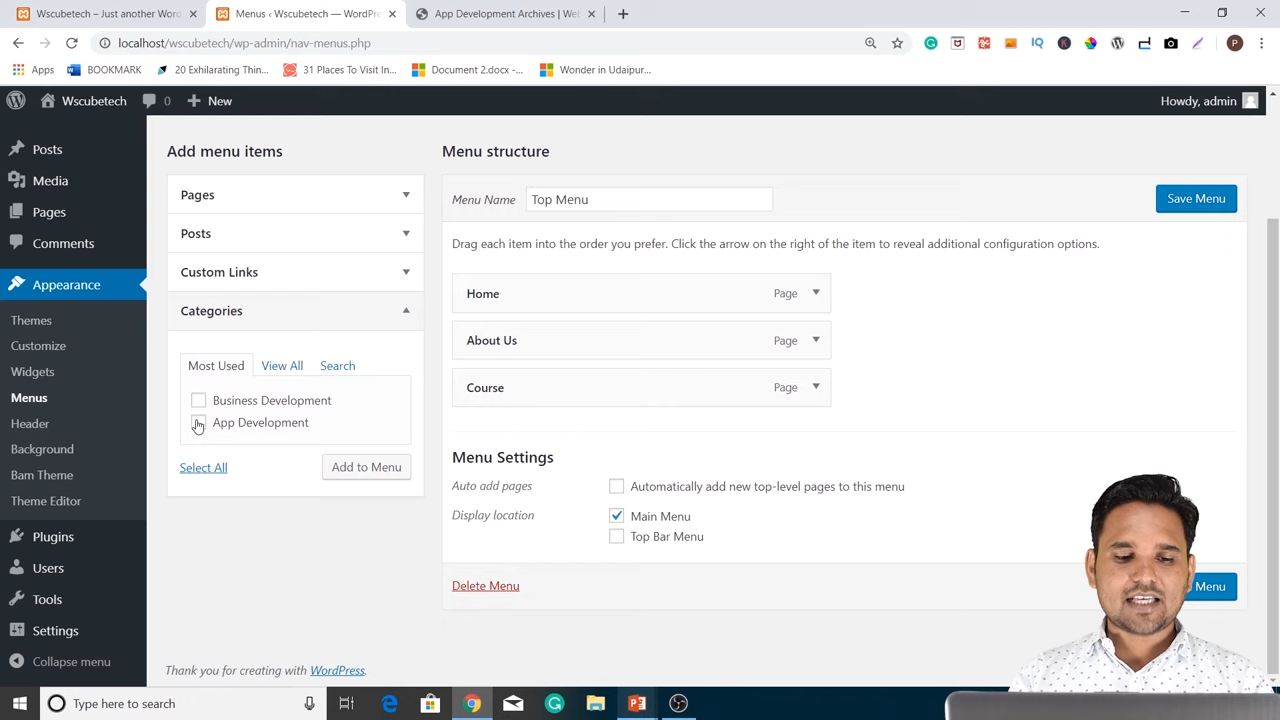 Wscubetech – Just another Word
Menus ‹ Wscubetech — WordPre
App Development Archives | Web
localhost/wscubetech/wp-admin/nav-menus.php
Apps
BOOKMARK
20 Exhilarating Thin...
31 Places To Visit In...
Document 2.docx -...
Wonder in Udaipur...
Wscubetech
0
New
Howdy, admin
Posts
Media
Pages
Comments
Appearance
Themes
Customize
Widgets
Menus
Header
Background
Bam Theme
Theme Editor
Plugins
Users
Tools
Settings
Collapse menu
Add menu items
Pages
Posts
Custom Links
Categories
Most Used View All Search
Business Development
App Development
Select All
Add to Menu
Menu structure
Menu Name Top Menu
Save Menu
Drag each item into the order you prefer. Click the arrow on the right of the item to reveal additional configuration options.
Home Page
About Us Page
Course Page
Menu Settings
Auto add pages Automatically add new top-level pages to this menu
Display location Main Menu
Top Bar Menu
Delete Menu
Menu
Thank you for creating with WordPress.
Type here to search